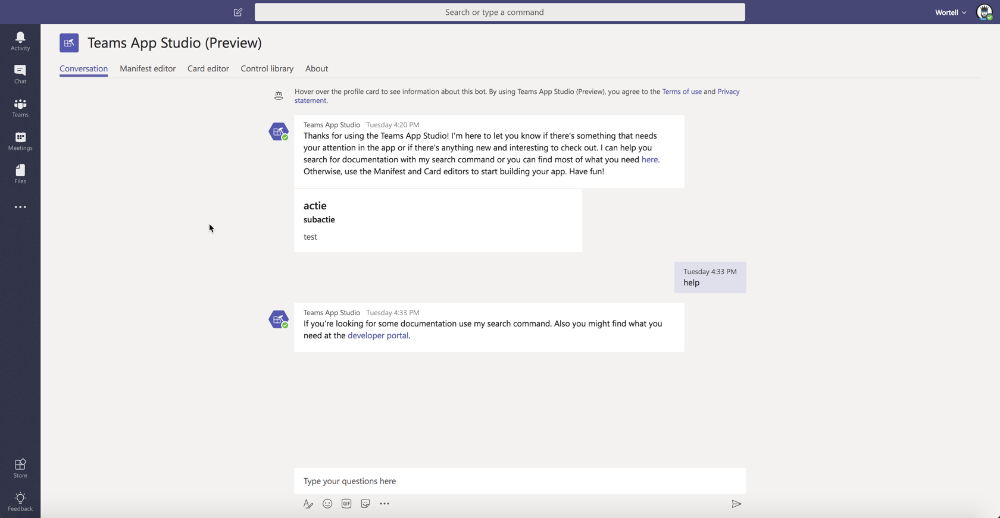 Search or type a command
Wortell
Activity
Chat
Teams
Meetings
Files
Store
Feedback
Teams App Studio (Preview)
Conversation Manifest editor Card editor Control library About
Hover over the profile card to see information about this bot. By using Teams App Studio (Preview), you agree to the Terms of use and Privacy
statement.
Teams App Studio Tuesday 4:20 PM
Thanks for using the Teams App Studio! I'm here to let you know if there's something that needs
your attention in the app or if there's anything new and interesting to check out. I can help you
search for documentation with my search command or you can find most of what you need here.
Otherwise, use the Manifest and Card editors to start building your app. Have fun!
actie
subactie
test
Tuesday 4:33 PM
help
Teams App Studio Tuesday 4:33 PM
If you're looking for some documentation use my search command. Also you might find what you
need at the developer portal.
Type your questions here
GIF